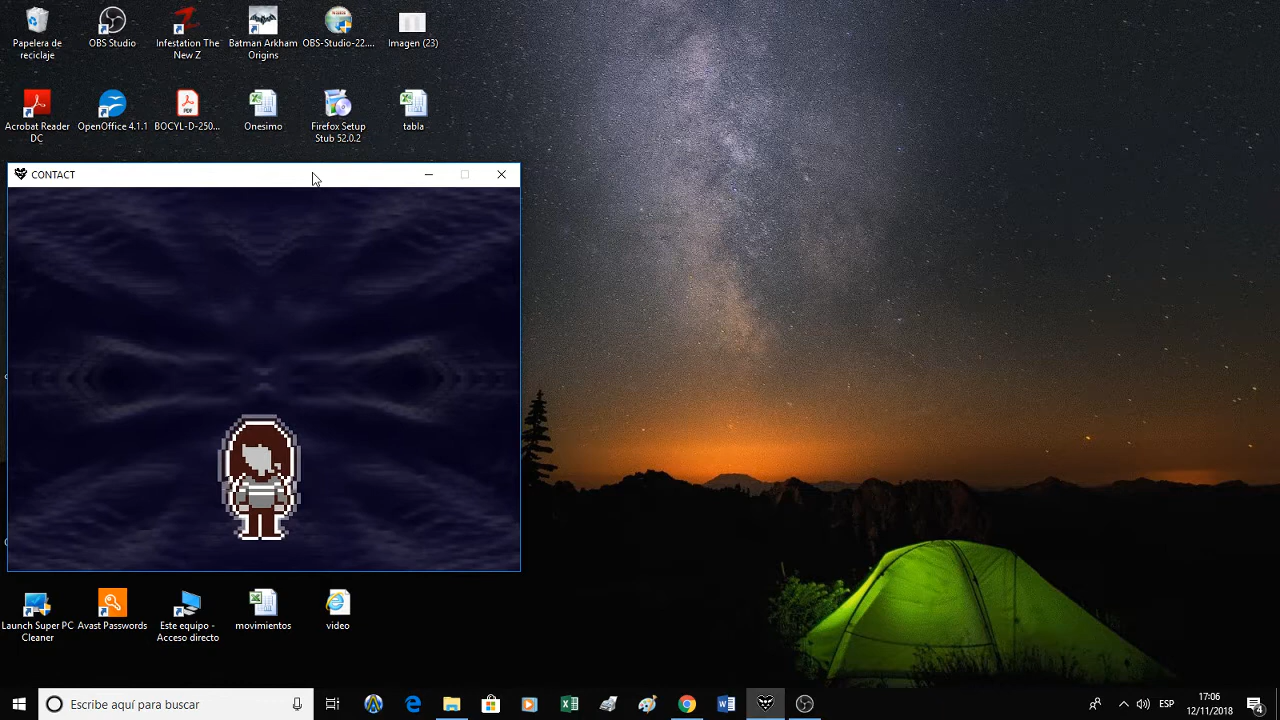 Papelera de
reciclaje
OBS Studio
Infestation The
New Z
Batman Arkham
Origins
OBS-Studio-22....
Imagen (23)
Acrobat Reader
DC
OpenOffice 4.1.1
BOCYL-D-250...
Onesimo
Firefox Setup
Stub 52.0.2
tabla
CONTACT
Launch Super PC
Cleaner
Avast Passwords
Este equipo -
Acceso directo
movimientos
video
Escribe aquí para buscar
ESP
17:06
12/11/2018
4